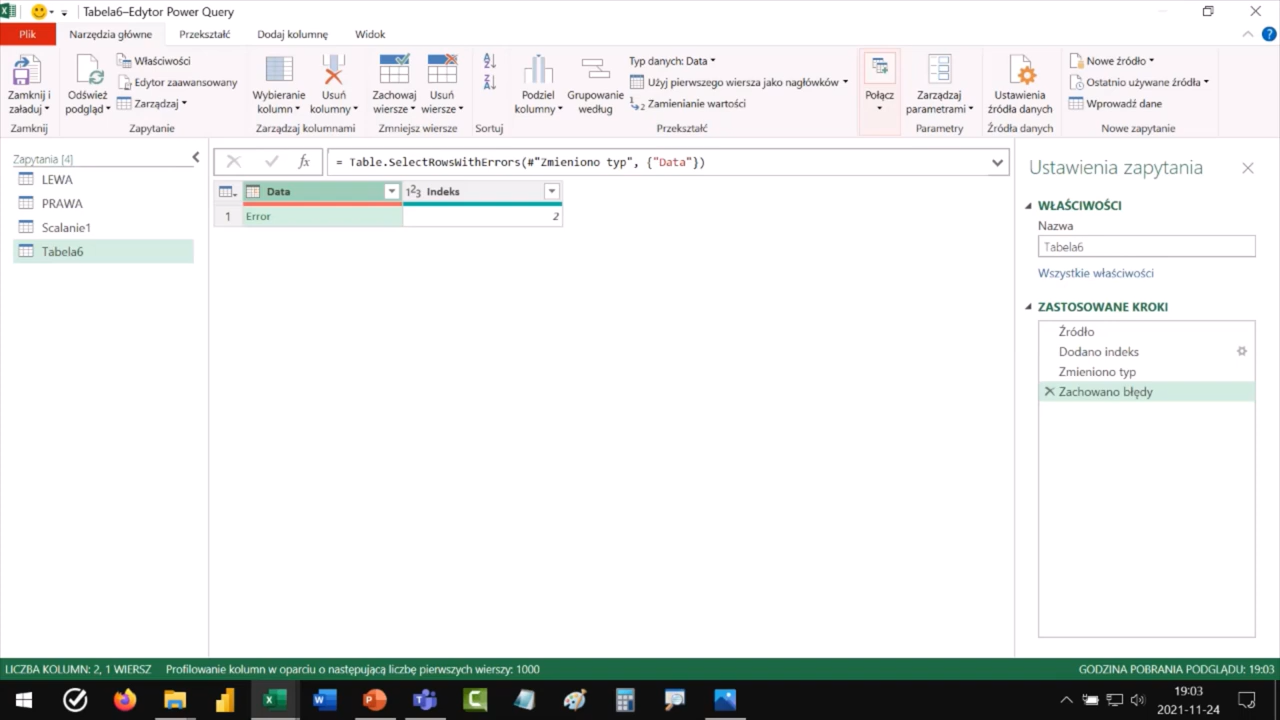 Tabela6–Edytor Power Query
Plik
Narzędzia główne
Przekształć
Dodaj kolumnę
Widok
Zamknij i załaduj
Zamknij
Odśwież podgląd
Właściwości
Edytor zaawansowany
Zarządzaj
Zapytanie
Wybieranie kolumn
Usuń kolumny
Zarządzaj kolumnami
Zachowaj wiersze
Usuń wiersze
Zmniejsz wiersze
Sortuj
Podziel kolumny
Grupowanie według
Typ danych: Data
Użyj pierwszego wiersza jako nagłówków
Zamienianie wartości
Przekształć
Połącz
Zarządzaj parametrami
Parametry
Ustawienia źródła danych
Źródła danych
Nowe źródło
Ostatnio używane źródła
Wprowadź dane
Nowe zapytanie
Zapytania [4]
LEWA
PRAWA
Scalanie1
Tabela6
fx
= Table.SelectRowsWithErrors(#"Zmieniono typ", {"Data"})
Data
123 Indeks
1 Error 2
Ustawienia zapytania
WŁAŚCIWOŚCI
Nazwa
Tabela6
Wszystkie właściwości
ZASTOSOWANE KROKI
Źródło
Dodano indeks
Zmieniono typ
Zachowano błędy
LICZBA KOLUMN: 2, 1 WIERSZ Profilowanie kolumn w oparciu o następującą liczbę pierwszych wierszy: 1000
GODZINA POBRANIA PODGLĄDU: 19:03
19:03
2021-11-24